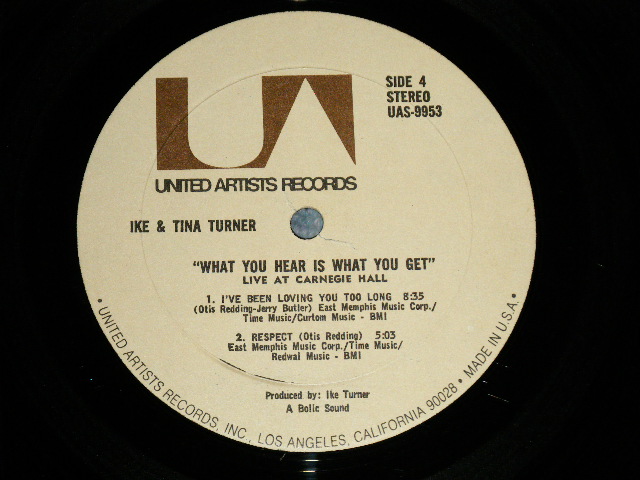 UA
SIDE 4
STEREO
UAS-9953
UNITED ARTISTS RECORDS
IKE & TINA TURNER
"WHAT YOU HEAR IS WHAT YOU GET"
LIVE AT CARNEGIE HALL
1. I'VE BEEN LOVING YOU TOO LONG 8:35
(Otis Redding-Jerry Butler) East Memphis Music Corp./
Time Music/Curtom Music - BMI
2. RESPECT (Otis Redding) 5:03
East Memphis Music Corp./Time Music/
Redwal Music - BMI
Produced by: Ike Turner
A Bolic Sound
• UNITED ARTISTS RECORDS, INC., LOS ANGELES, CALIFORNIA 90028 • MADE IN U.S.A. •